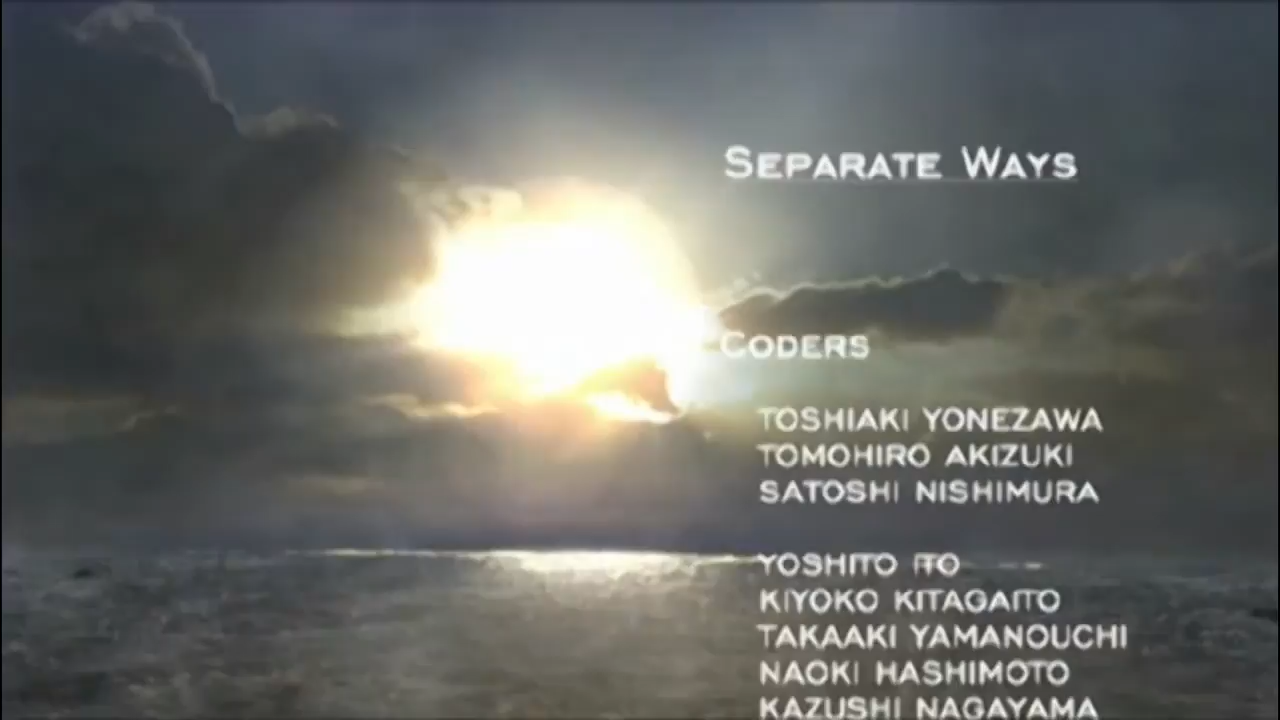 SEPARATE WAYS
CODERS
TOSHIAKI YONEZAWA
TOMOHIRO AKIZUKI
SATOSHI NISHIMURA
YOSHITO ITO
KIYOKO KITAGAITO
TAKAAKI YAMANOUCHI
NAOKI HASHIMOTO
KAZUSHI NAGAYAMA